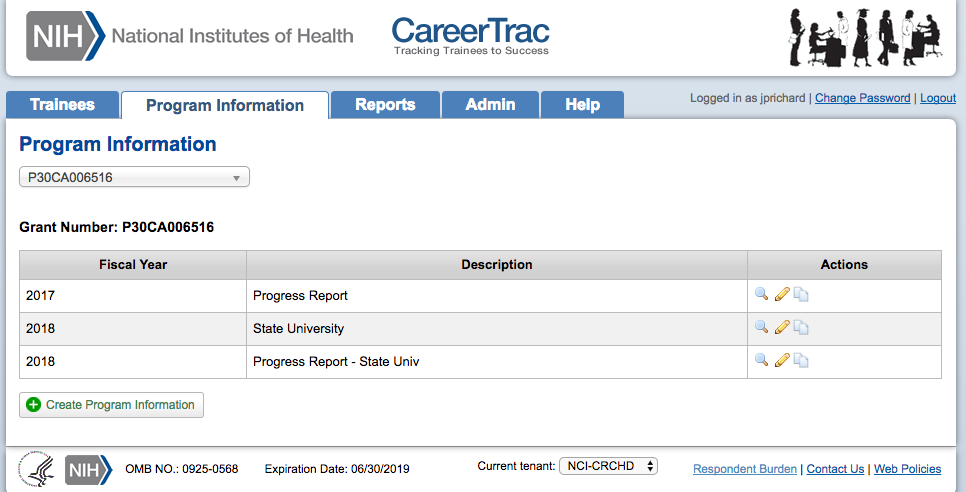 NIH National Institutes of Health
CareerTrac
Tracking Trainees to Success
Trainees Program Information Reports Admin Help
Logged in as jprichard | Change Password | Logout
Program Information
P30CA006516
Grant Number: P30CA006516
Fiscal Year Description Actions
2017 Progress Report
2018 State University
2018 Progress Report - State Univ
Create Program Information
NIH OMB NO.: 0925-0568 Expiration Date: 06/30/2019 Current tenant: NCI-CRCHD Respondent Burden | Contact Us | Web Policies